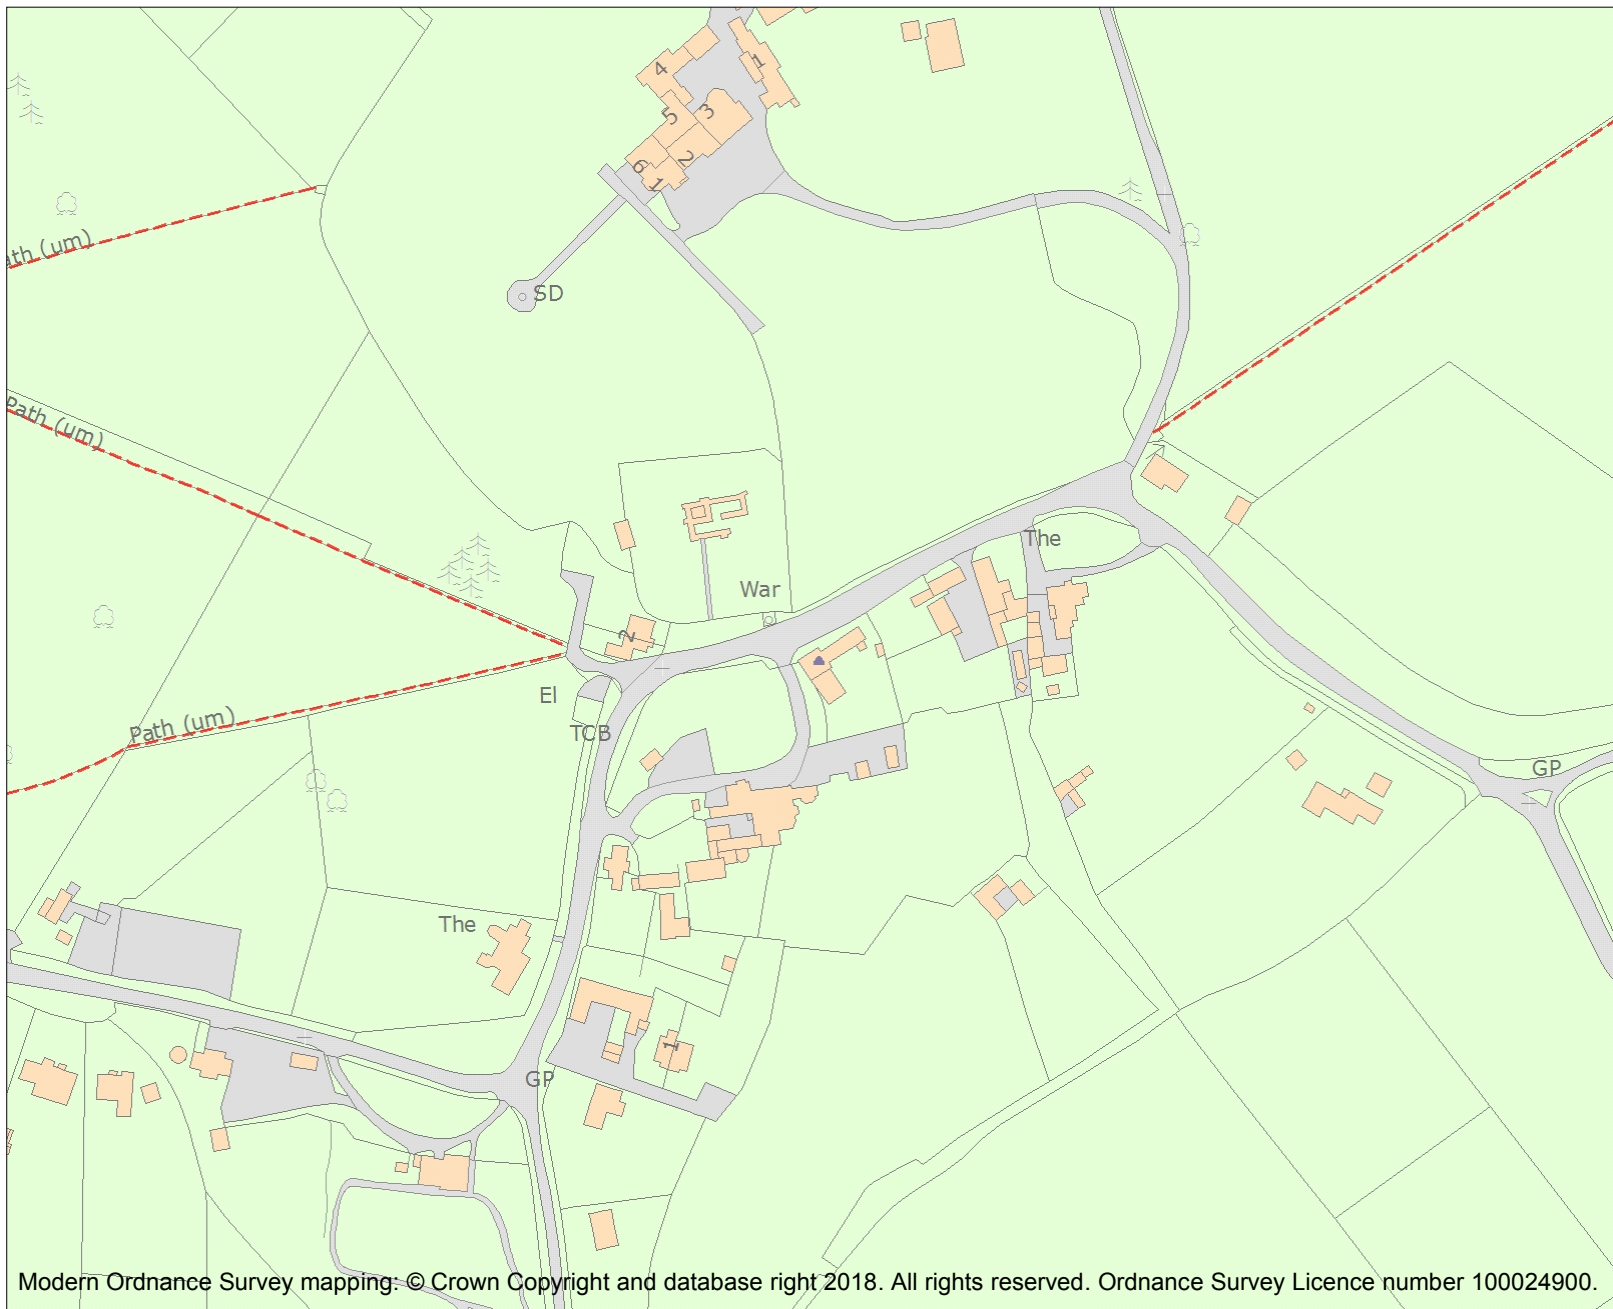 4
1
5
3
2
6
1
ath (um)
SD
Path (um)
The
War
2
El
Path (um)
TCB
GP
The
1
GP
Modern Ordnance Survey mapping: © Crown Copyright and database right 2018. All rights reserved. Ordnance Survey Licence number 100024900.